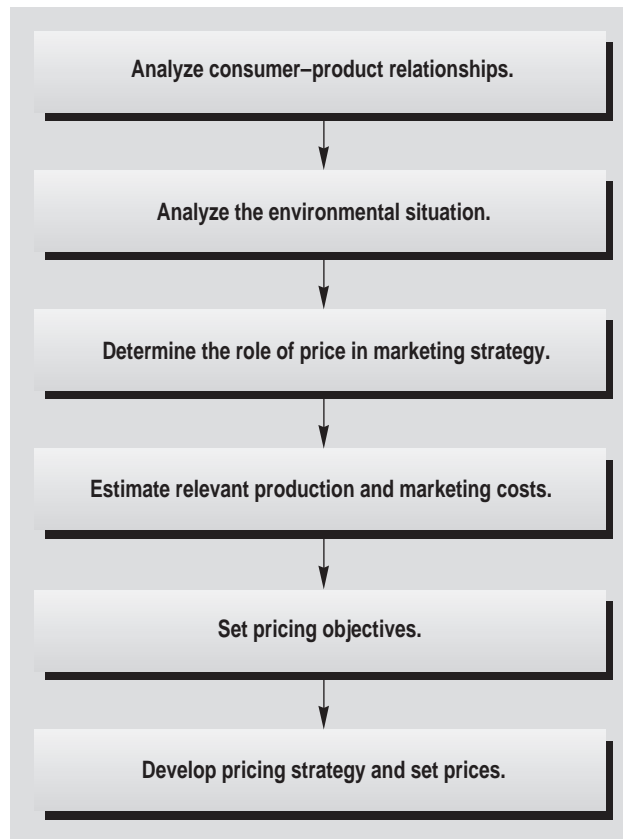 Analyze consumer–product relationships.
Analyze the environmental situation.
Determine the role of price in marketing strategy.
Estimate relevant production and marketing costs.
Set pricing objectives.
Develop pricing strategy and set prices.